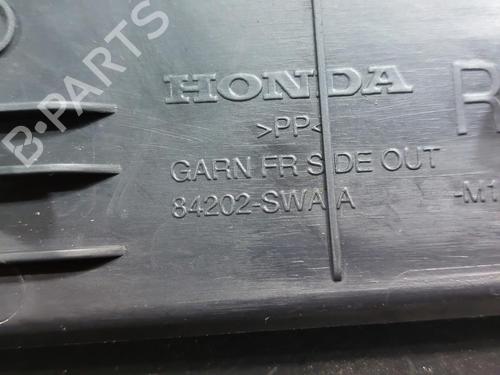 B-PARTS
HONDA
R
>PP<
GARN FR SIDE OUT
84202-SWA A
-M1